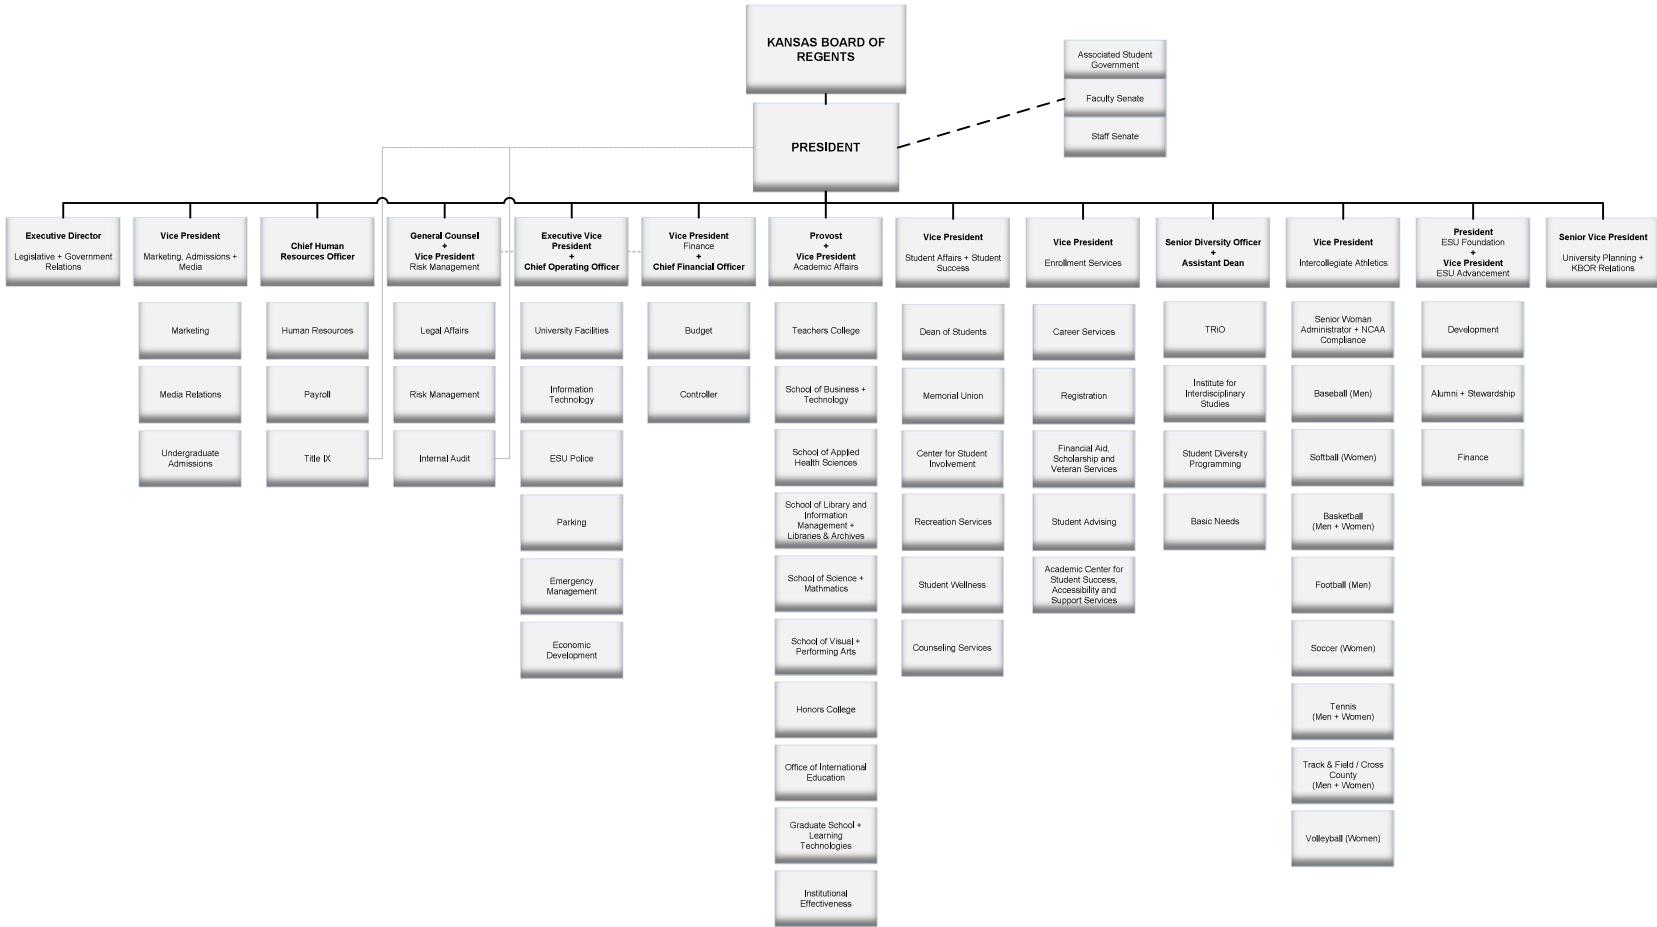 KANSAS BOARD OF
REGENTS
Associated Student
Government
Faculty Senate
Staff Senate
PRESIDENT
Executive Director
Legislative + Government
Relations
Vice President
Marketing, Admissions +
Media
Chief Human
Resources Officer
General Counsel
+
Vice President
Risk Management
Executive Vice
President
+
Chief Operating Officer
Vice President
Finance
+
Chief Financial Officer
Provost
+
Vice President
Academic Affairs
Vice President
Student Affairs + Student
Success
Vice President
Enrollment Services
Senior Diversity Officer
+
Assistant Dean
Vice President
Intercollegiate Athletics
President
ESU Foundation
+
Vice President
ESU Advancement
Senior Vice President
University Planning +
KBOR Relations
Marketing
Media Relations
Undergraduate
Admissions
Human Resources
Payroll
Title IX
Legal Affairs
Risk Management
Internal Audit
University Facilities
Information
Technology
ESU Police
Parking
Emergency
Management
Economic
Development
Budget
Controller
Teachers College
School of Business +
Technology
School of Applied
Health Sciences
School of Library and
Information
Management +
Libraries & Archives
School of Science +
Mathmatics
School of Visual +
Performing Arts
Honors College
Office of International
Education
Graduate School +
Learning
Technologies
Institutional
Effectiveness
Dean of Students
Memorial Union
Center for Student
Involvement
Recreation Services
Student Wellness
Counseling Services
Career Services
Registration
Financial Aid,
Scholarship and
Veteran Services
Student Advising
Academic Center for
Student Success,
Accessibility and
Support Services
TRiO
Institute for
Interdisciplinary
Studies
Student Diversity
Programming
Basic Needs
Senior Woman
Administrator + NCAA
Compliance
Baseball (Men)
Softball (Women)
Basketball
(Men + Women)
Football (Men)
Soccer (Women)
Tennis
(Men + Women)
Track & Field / Cross
County
(Men + Women)
Volleyball (Women)
Development
Alumni + Stewardship
Finance